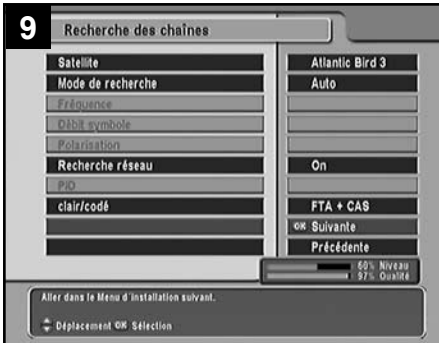 9
Recherche des chaînes
Satellite Atlantic Bird 3
Mode de recherche Auto
Fréquence
Débit symbole
Polarisation
Recherche réseau On
PID
clair/codé FTA + CAS
OK Suivante
Précédente
60% Niveau
97% Qualité
Aller dans le Menu d'installation suivant.
Déplacement OK Sélection